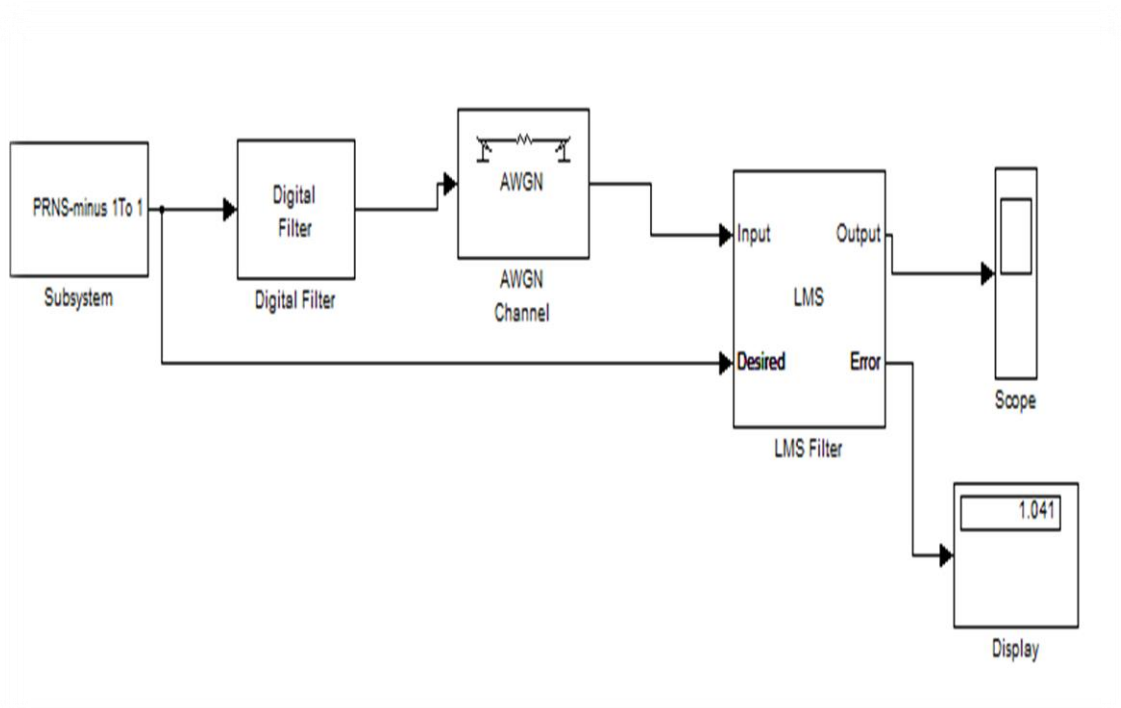 PRNS-minus 1To 1
Subsystem
Digital
Filter
Digital Filter
AWGN
AWGN
Channel
Input
Output
LMS
Desired
Error
LMS Filter
Scope
1.041
Display